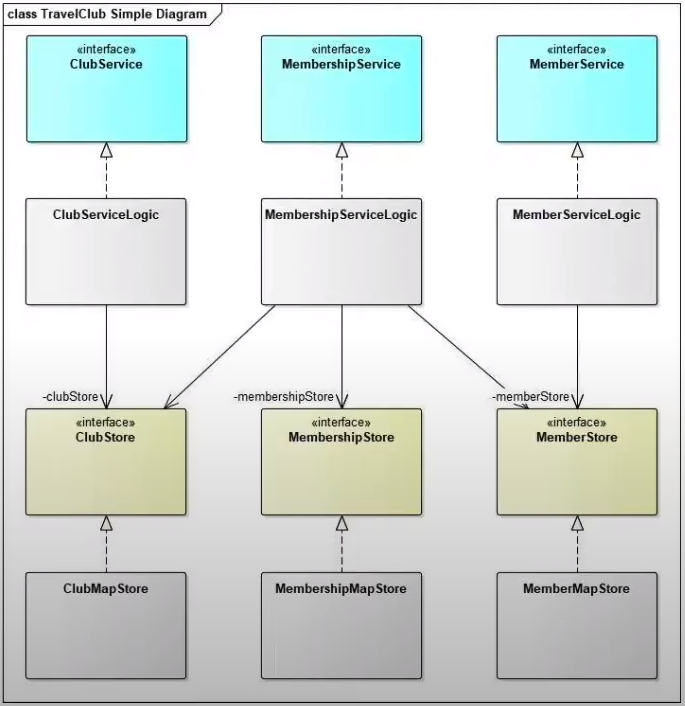 class TravelClub Simple Diagram
«interface»
ClubService
«interface»
MembershipService
«interface»
MemberService
ClubServiceLogic
MembershipServiceLogic
MemberServiceLogic
-clubStore
-membershipStore
-memberStore
«interface»
ClubStore
«interface»
MembershipStore
«interface»
MemberStore
ClubMapStore
MembershipMapStore
MemberMapStore